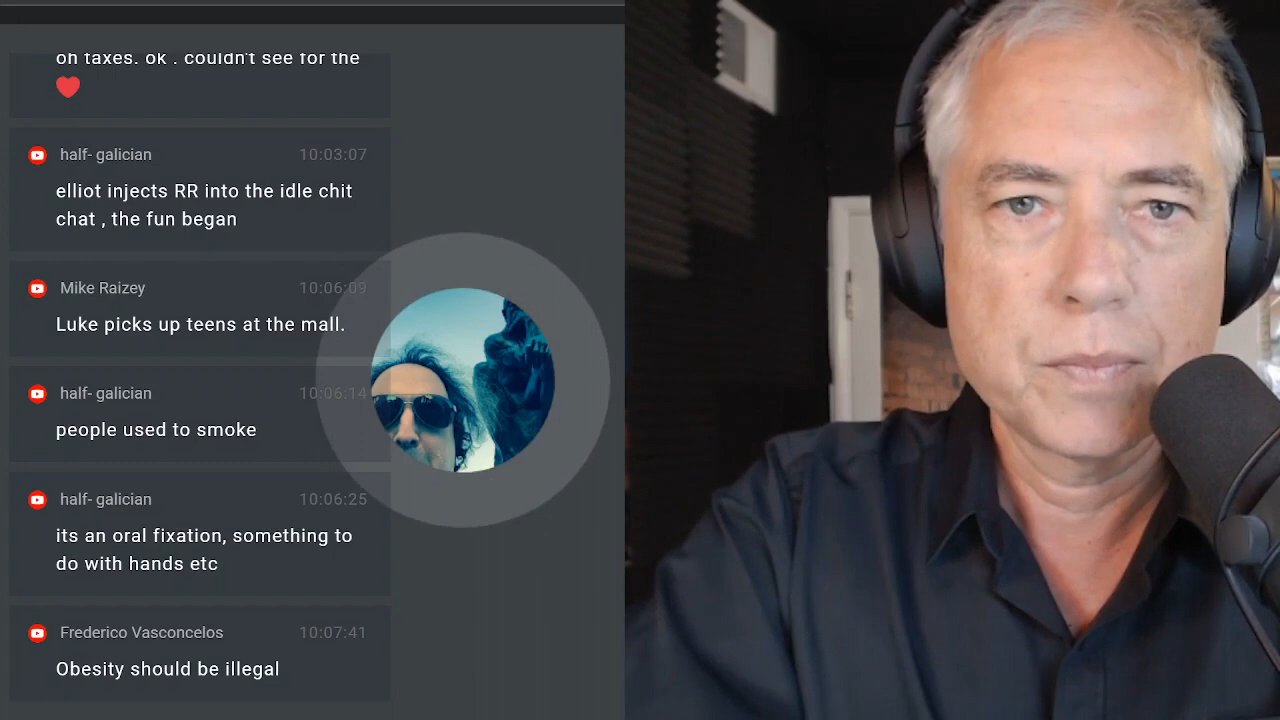 oh taxes. ok . couldn't see for the
half- galician 10:03:07
elliot injects RR into the idle chit
chat , the fun began
Mike Raizey 10:06:09
Luke picks up teens at the mall.
half- galician 10:06:14
people used to smoke
half- galician 10:06:25
its an oral fixation, something to
do with hands etc
Frederico Vasconcelos 10:07:41
Obesity should be illegal